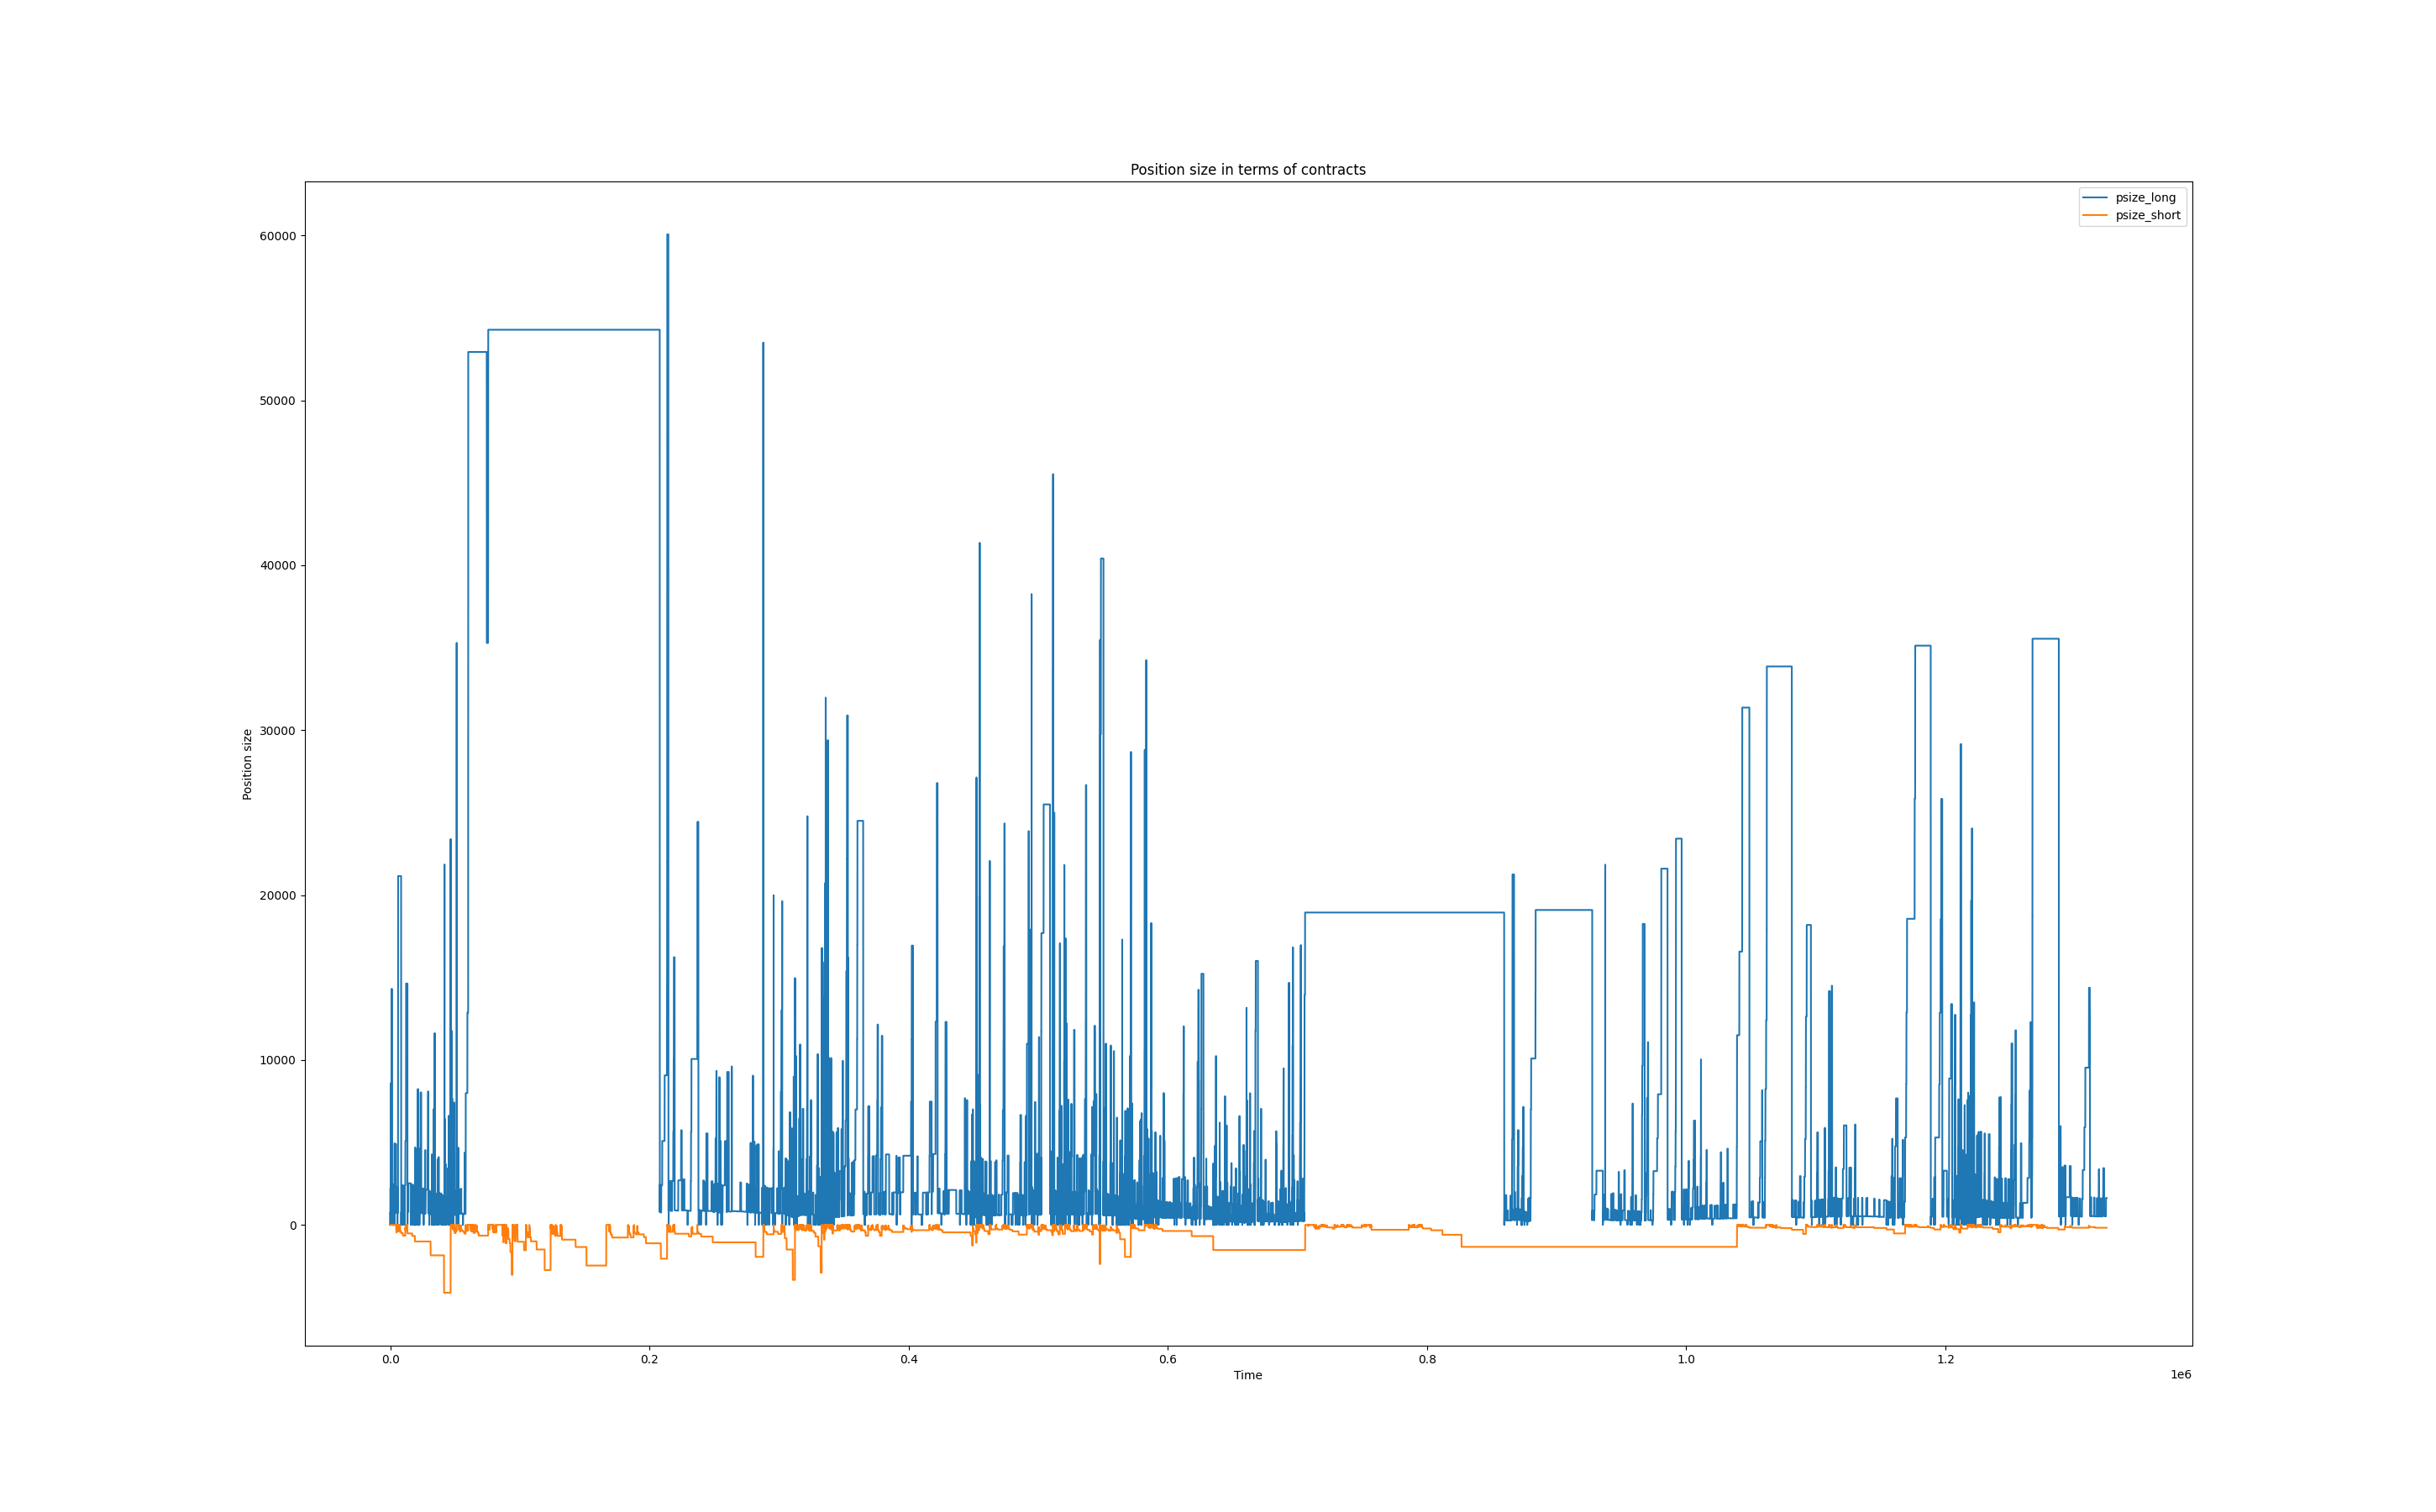 Position size in terms of contracts
psize_long
psize_short
60000
50000
40000
30000
20000
10000
0
Position size
0.0
0.2
0.4
0.6
0.8
1.0
1.2
Time
1e6